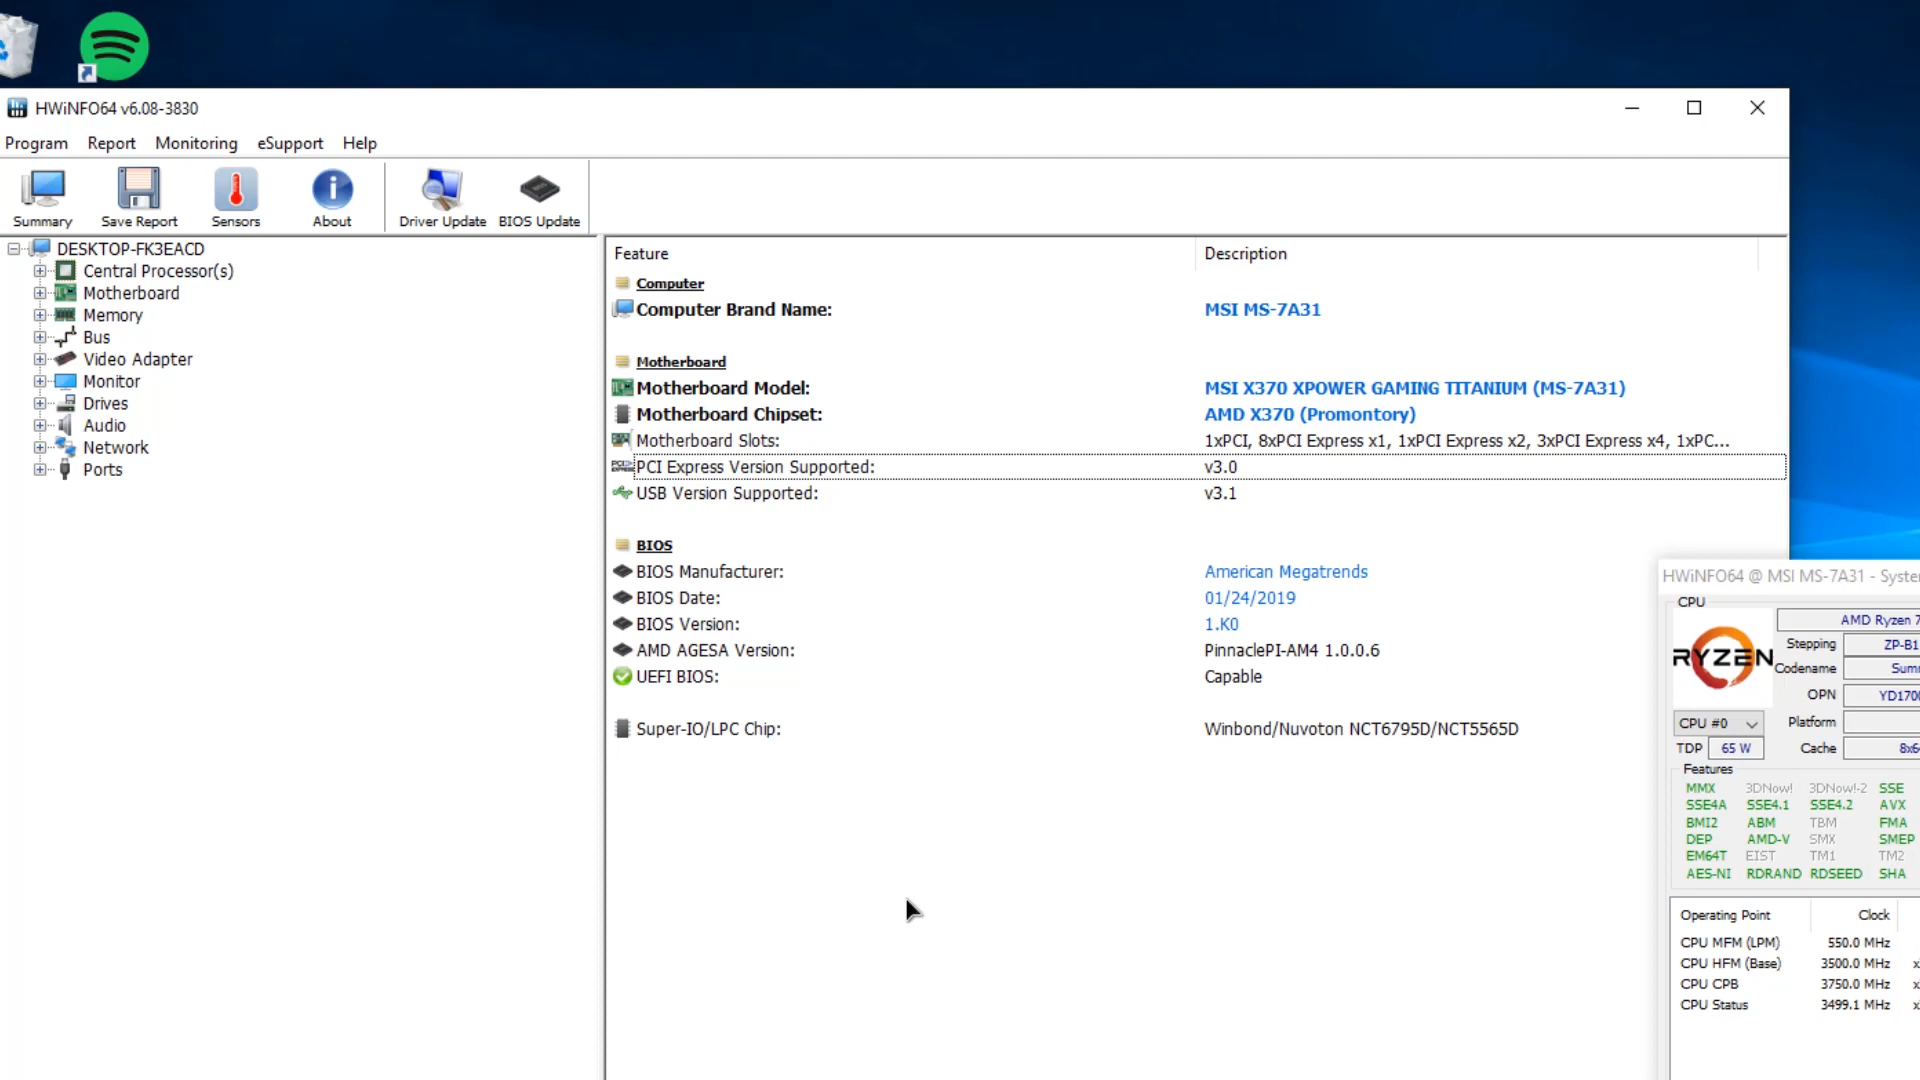 HWiNFO64 v6.08-3830
Program Report Monitoring eSupport Help
Summary Save Report Sensors About Driver Update BIOS Update
DESKTOP-FK3EACD
Central Processor(s)
Motherboard
Memory
Bus
Video Adapter
Monitor
Drives
Audio
Network
Ports
Feature Description
Computer
Computer Brand Name: MSI MS-7A31
Motherboard
Motherboard Model: MSI X370 XPOWER GAMING TITANIUM (MS-7A31)
Motherboard Chipset: AMD X370 (Promontory)
Motherboard Slots: 1xPCI, 8xPCI Express x1, 1xPCI Express x2, 3xPCI Express x4, 1xPC...
PCI Express Version Supported: v3.0
USB Version Supported: v3.1
BIOS
BIOS Manufacturer: American Megatrends
BIOS Date: 01/24/2019
BIOS Version: 1.K0
AMD AGESA Version: PinnaclePI-AM4 1.0.0.6
UEFI BIOS: Capable
Super-IO/LPC Chip: Winbond/Nuvoton NCT6795D/NCT5565D
HWiNFO64 @ MSI MS-7A31 - Syste
CPU
AMD Ryzen 7
RYZEN
Stepping ZP-B1
Codename Sum
OPN YD1700
CPU #0 Platform
TDP 65 W Cache 8x6
Features
MMX 3DNow! 3DNow!-2 SSE
SSE4A SSE4.1 SSE4.2 AVX
BMI2 ABM TBM FMA
DEP AMD-V SMX SMEP
EM64T EIST TM1 TM2
AES-NI RDRAND RDSEED SHA
Operating Point Clock
CPU MFM (LPM) 550.0 MHz
CPU HFM (Base) 3500.0 MHz x
CPU CPB 3750.0 MHz x
CPU Status 3499.1 MHz x